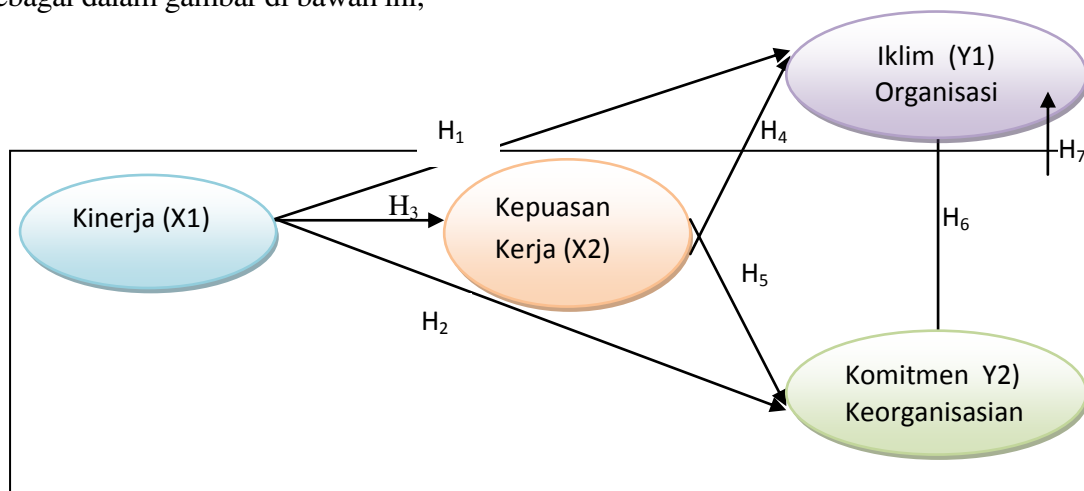 sebagai dalam gambar di bawah ini;
Iklim (Y1)
Organisasi
H1
H4
H7
Kinerja (X1)
H3
Kepuasan
Kerja (X2)
H6
H5
H2
Komitmen Y2)
Keorganisasian